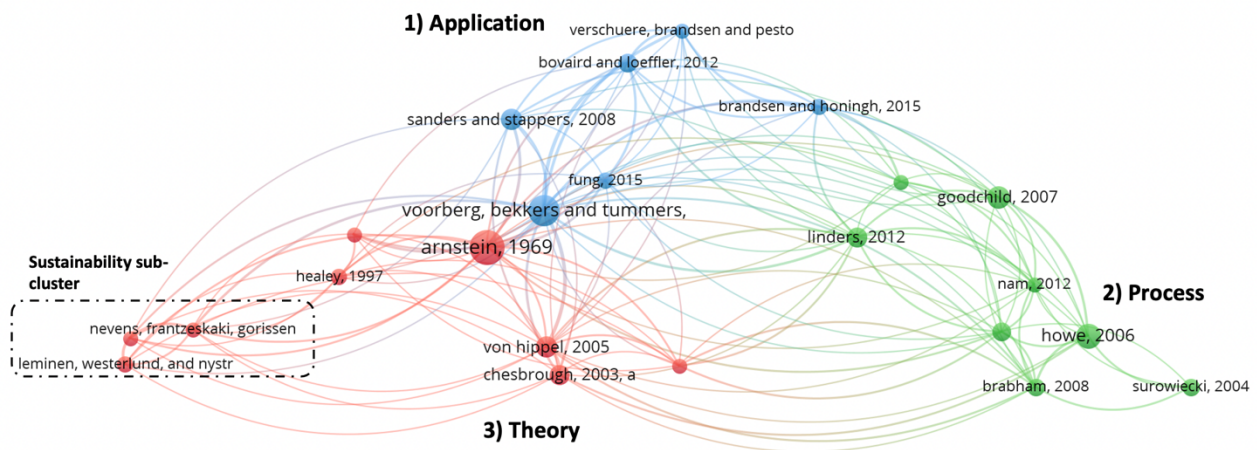 1) Application
verschuere, brandsen and pesto
bovaird and loeffler, 2012
brandsen and honingh, 2015
sanders and stappers, 2008
fung, 2015
goodchild, 2007
voorberg, bekkers and tummers,
linders, 2012
arnstein, 1969
Sustainability sub-
cluster
healey, 1997
nam, 2012
2) Process
nevens, frantzeskaki, gorissen
howe, 2006
von hippel, 2005
leminen, westerlund, and nystr
chesbrough, 2003, a
brabham, 2008
surowiecki, 2004
3) Theory